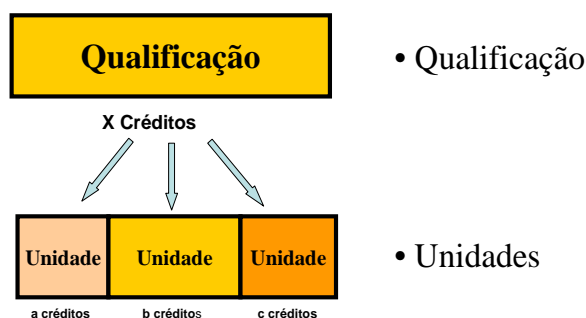 Qualificação
• Qualificação
X Créditos
Unidade Unidade Unidade
• Unidades
a créditos b créditos c créditos